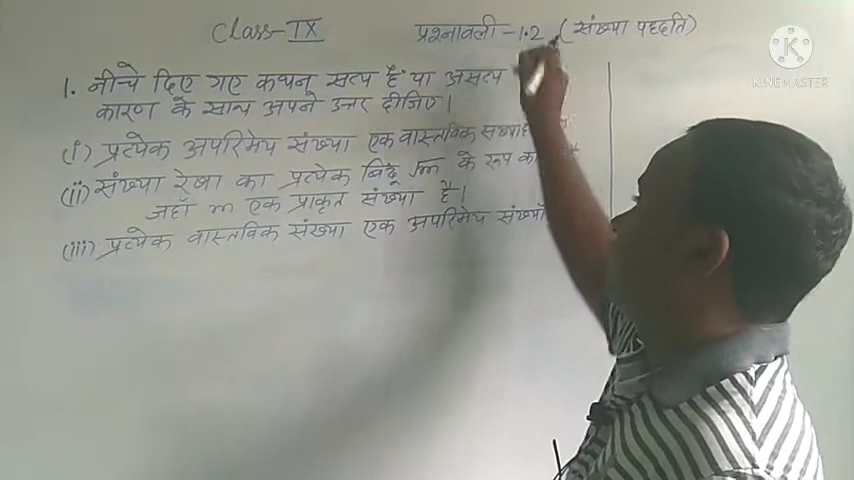 Class-IX
प्रश्नावली -1.2 (संख्या पद्दति)
1. नीचे दिए गए कथन सत्य हैं या असत्य
कारण के साथ अपने उत्तर दीजिए।
(i) प्रत्येक अपरिमेय संख्या एक वास्तविक संख्या
(ii) संख्या रेखा का प्रत्येक बिंदू √m के रूप का
जहाँ m एक प्राकृत संख्या है।
(iii) प्रत्येक वास्तविक संख्या एक अपरिमेय संख्या
K
KINEMASTER